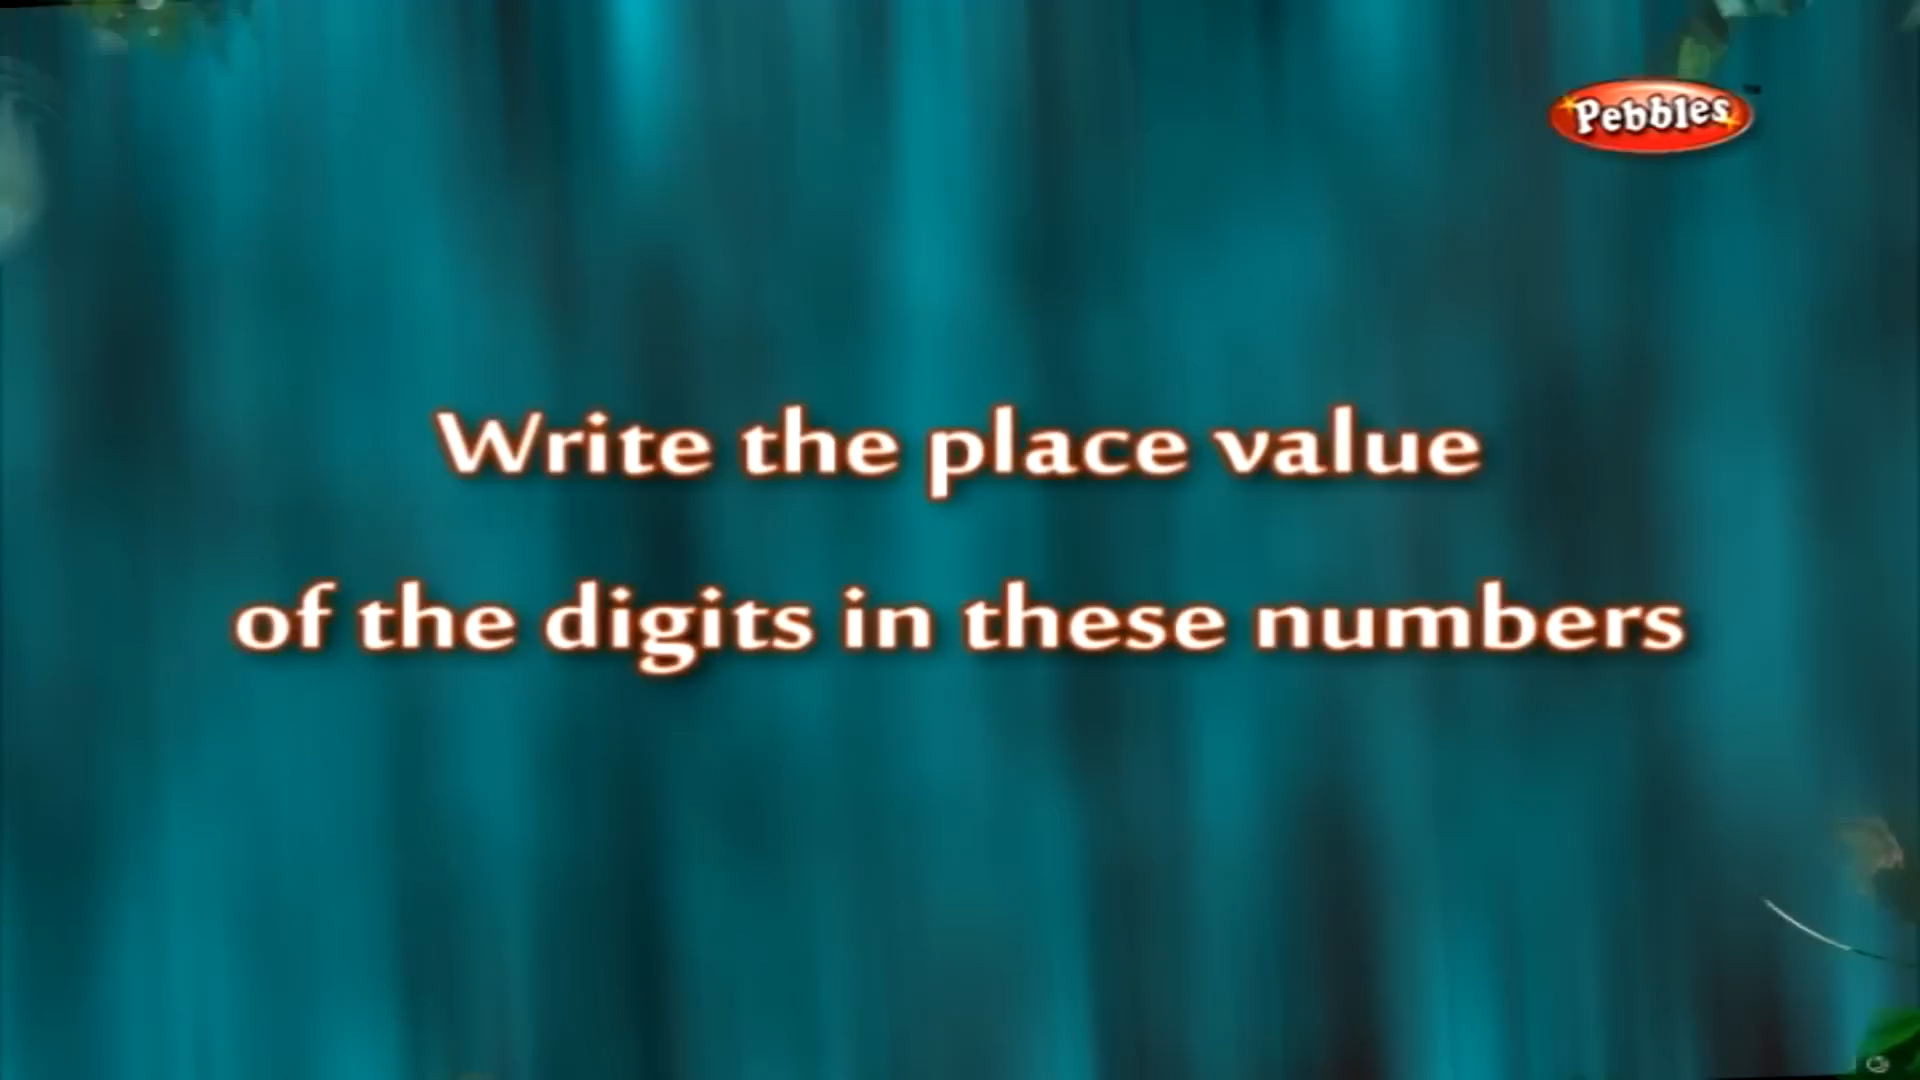 Pebbles
Write the place value
of the digits in these numbers